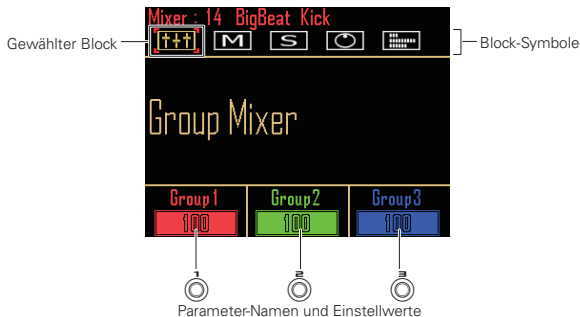 Mixer : 14 BigBeat Kick
Gewählter Block
M S
Block-Symbole
Group Mixer
Group1 Group2 Group3
100 100 100
1 2 3
Parameter-Namen und Einstellwerte